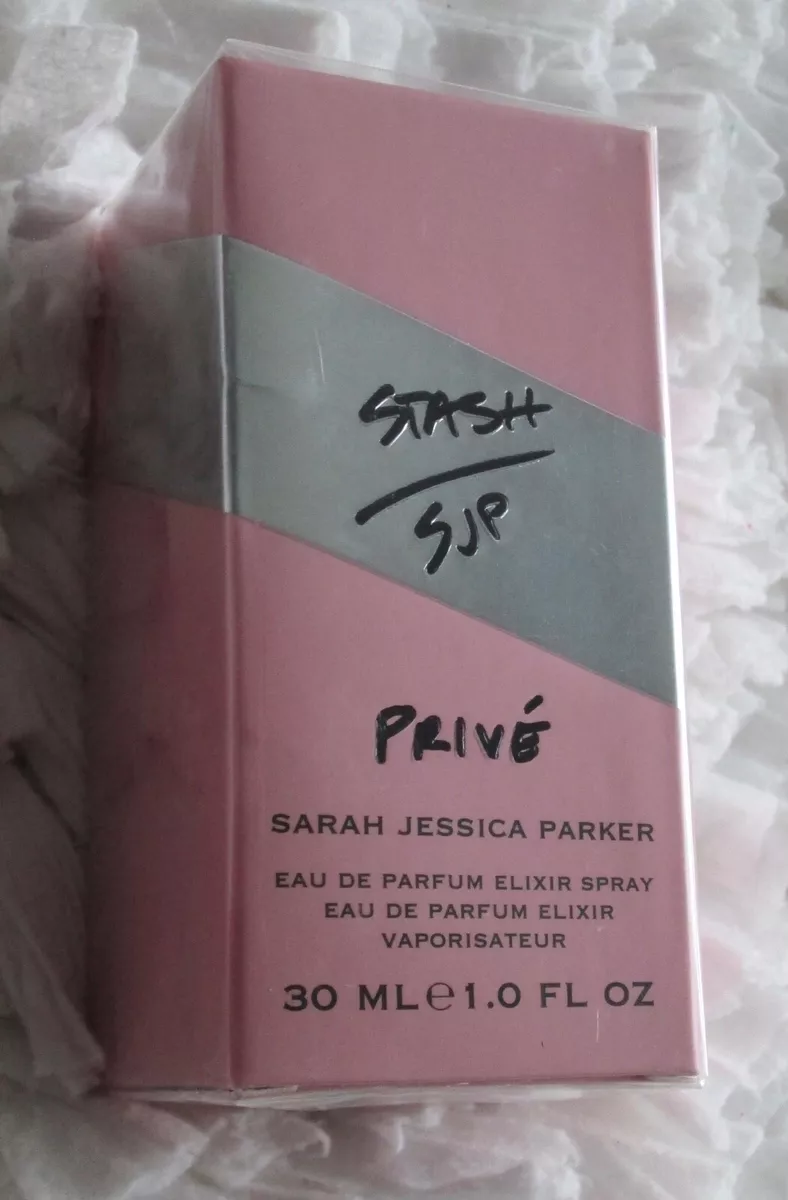 STASH
SJP
PRIVÉ
SARAH JESSICA PARKER
EAU DE PARFUM ELIXIR SPRAY
EAU DE PARFUM ELIXIR
VAPORISATEUR
30 ML℮1.0 FL OZ